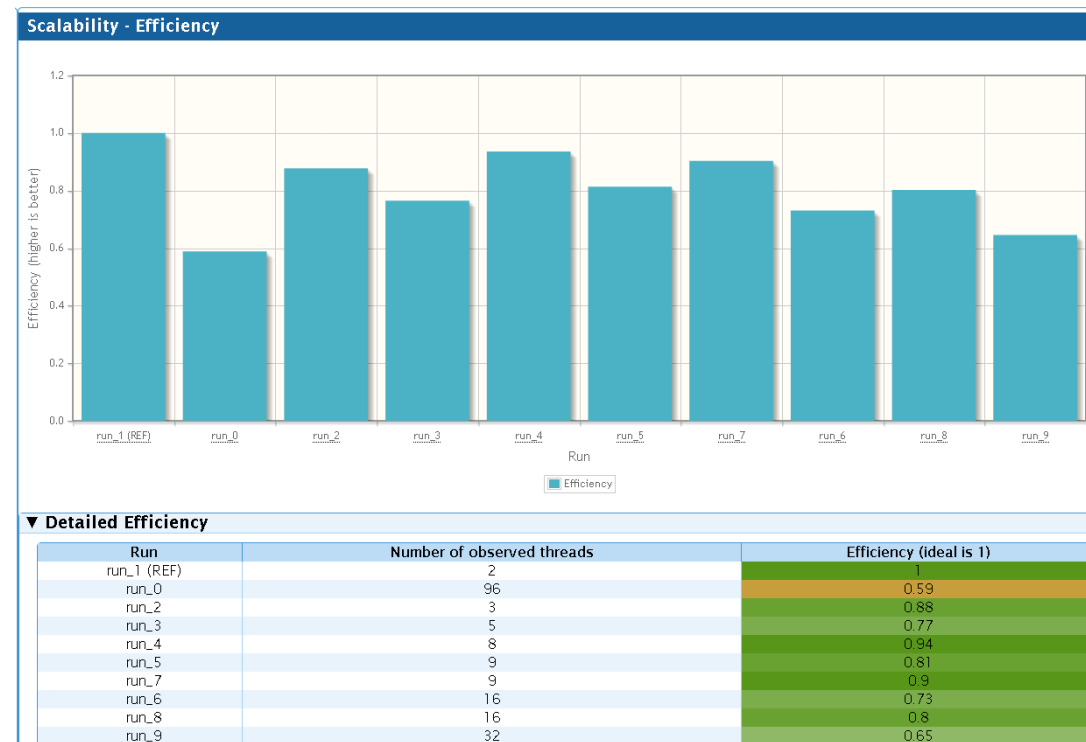 Scalability - Efficiency
1.2
1.0
0.8
0.6
0.4
0.2
0.0
Efficiency (higher is better)
run_1 (REF) run_0 run_2 run_3 run_4 run_5 run_7 run_6 run_8 run_9
Run
Efficiency
▼ Detailed Efficiency
Run Number of observed threads Efficiency (ideal is 1)
run_1 (REF) 2 1
run_0 96 0.59
run_2 3 0.88
run_3 5 0.77
run_4 8 0.94
run_5 9 0.81
run_7 9 0.9
run_6 16 0.73
run_8 16 0.8
run_9 32 0.65